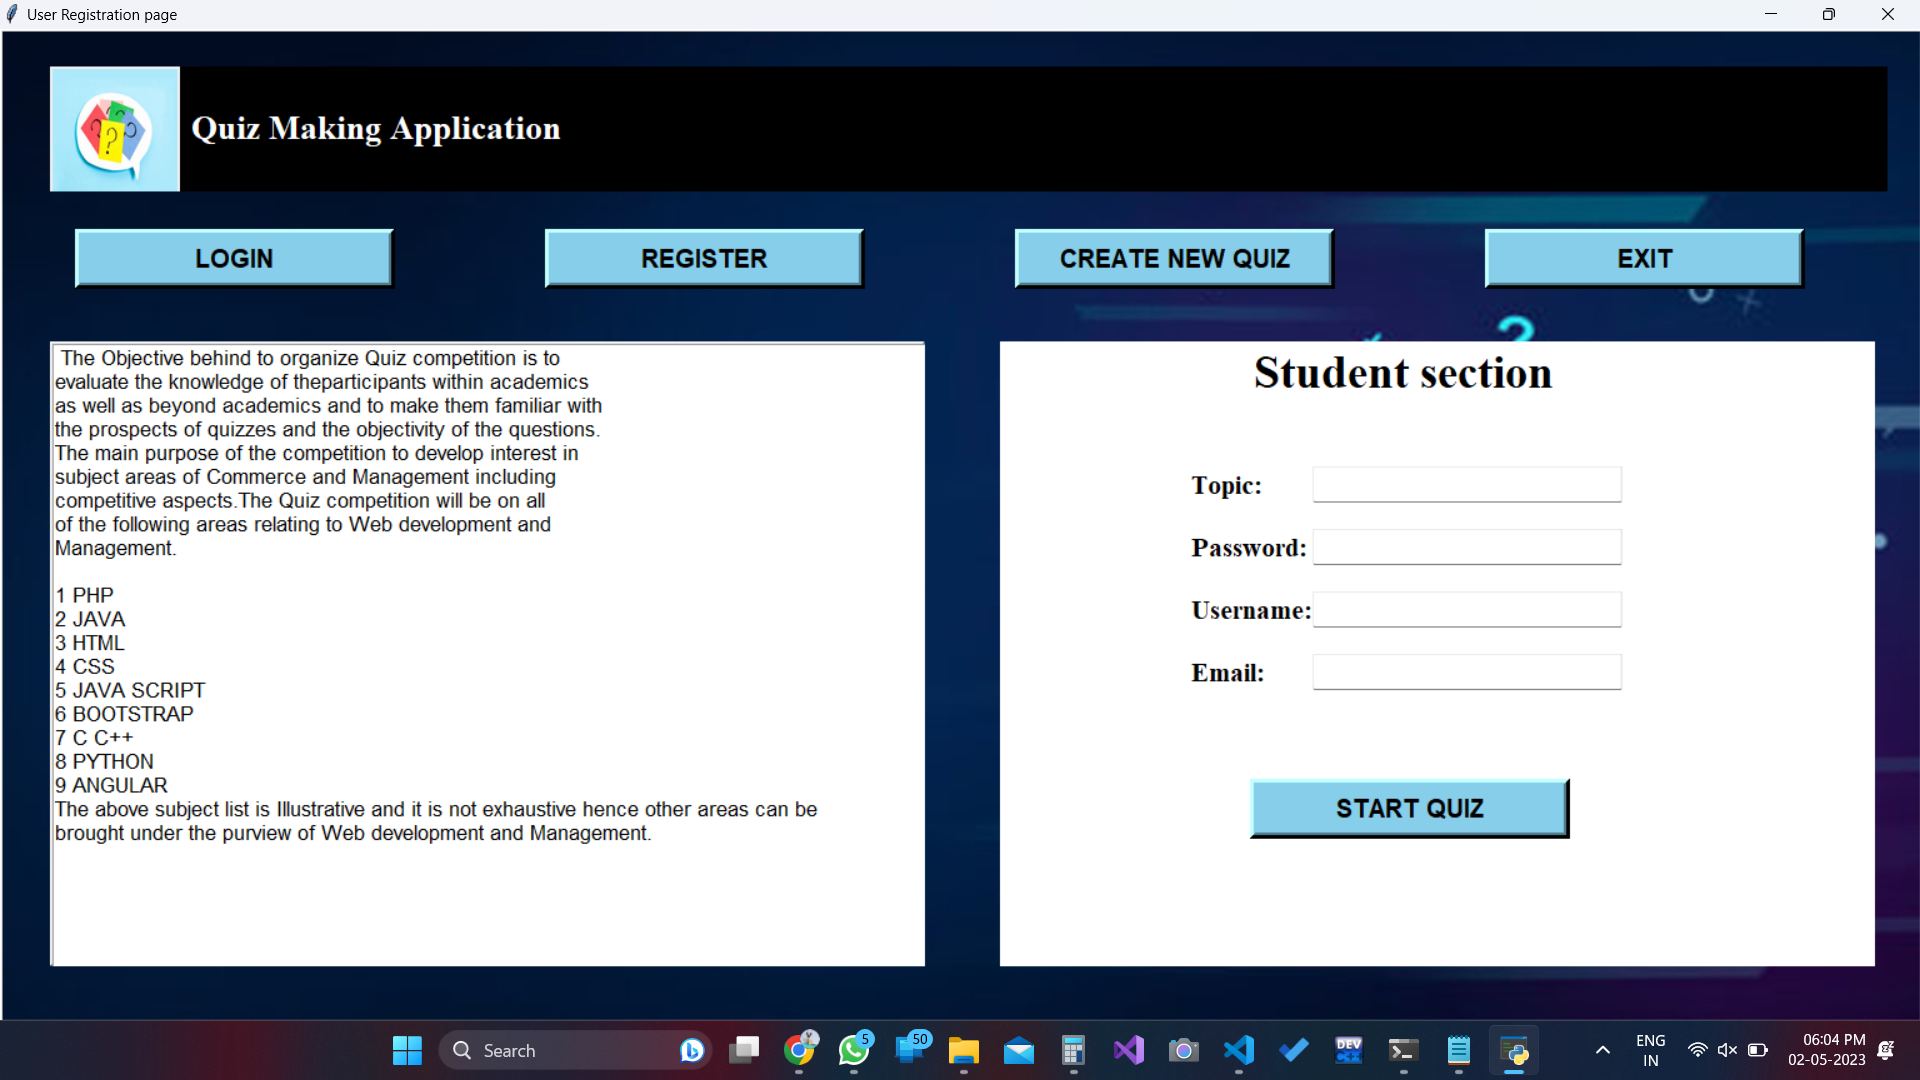 User Registration page
Quiz Making Application
LOGIN
REGISTER
CREATE NEW QUIZ
EXIT
The Objective behind to organize Quiz competition is to
evaluate the knowledge of theparticipants within academics
as well as beyond academics and to make them familiar with
the prospects of quizzes and the objectivity of the questions.
The main purpose of the competition to develop interest in
subject areas of Commerce and Management including
competitive aspects.The Quiz competition will be on all
of the following areas relating to Web development and
Management.
1 PHP
2 JAVA
3 HTML
4 CSS
5 JAVA SCRIPT
6 BOOTSTRAP
7 C C++
8 PYTHON
9 ANGULAR
The above subject list is Illustrative and it is not exhaustive hence other areas can be
brought under the purview of Web development and Management.
Student section
Topic:
Password:
Username:
Email:
START QUIZ
Search
5
50
DEV
C++
ENG
IN
06:04 PM
02-05-2023